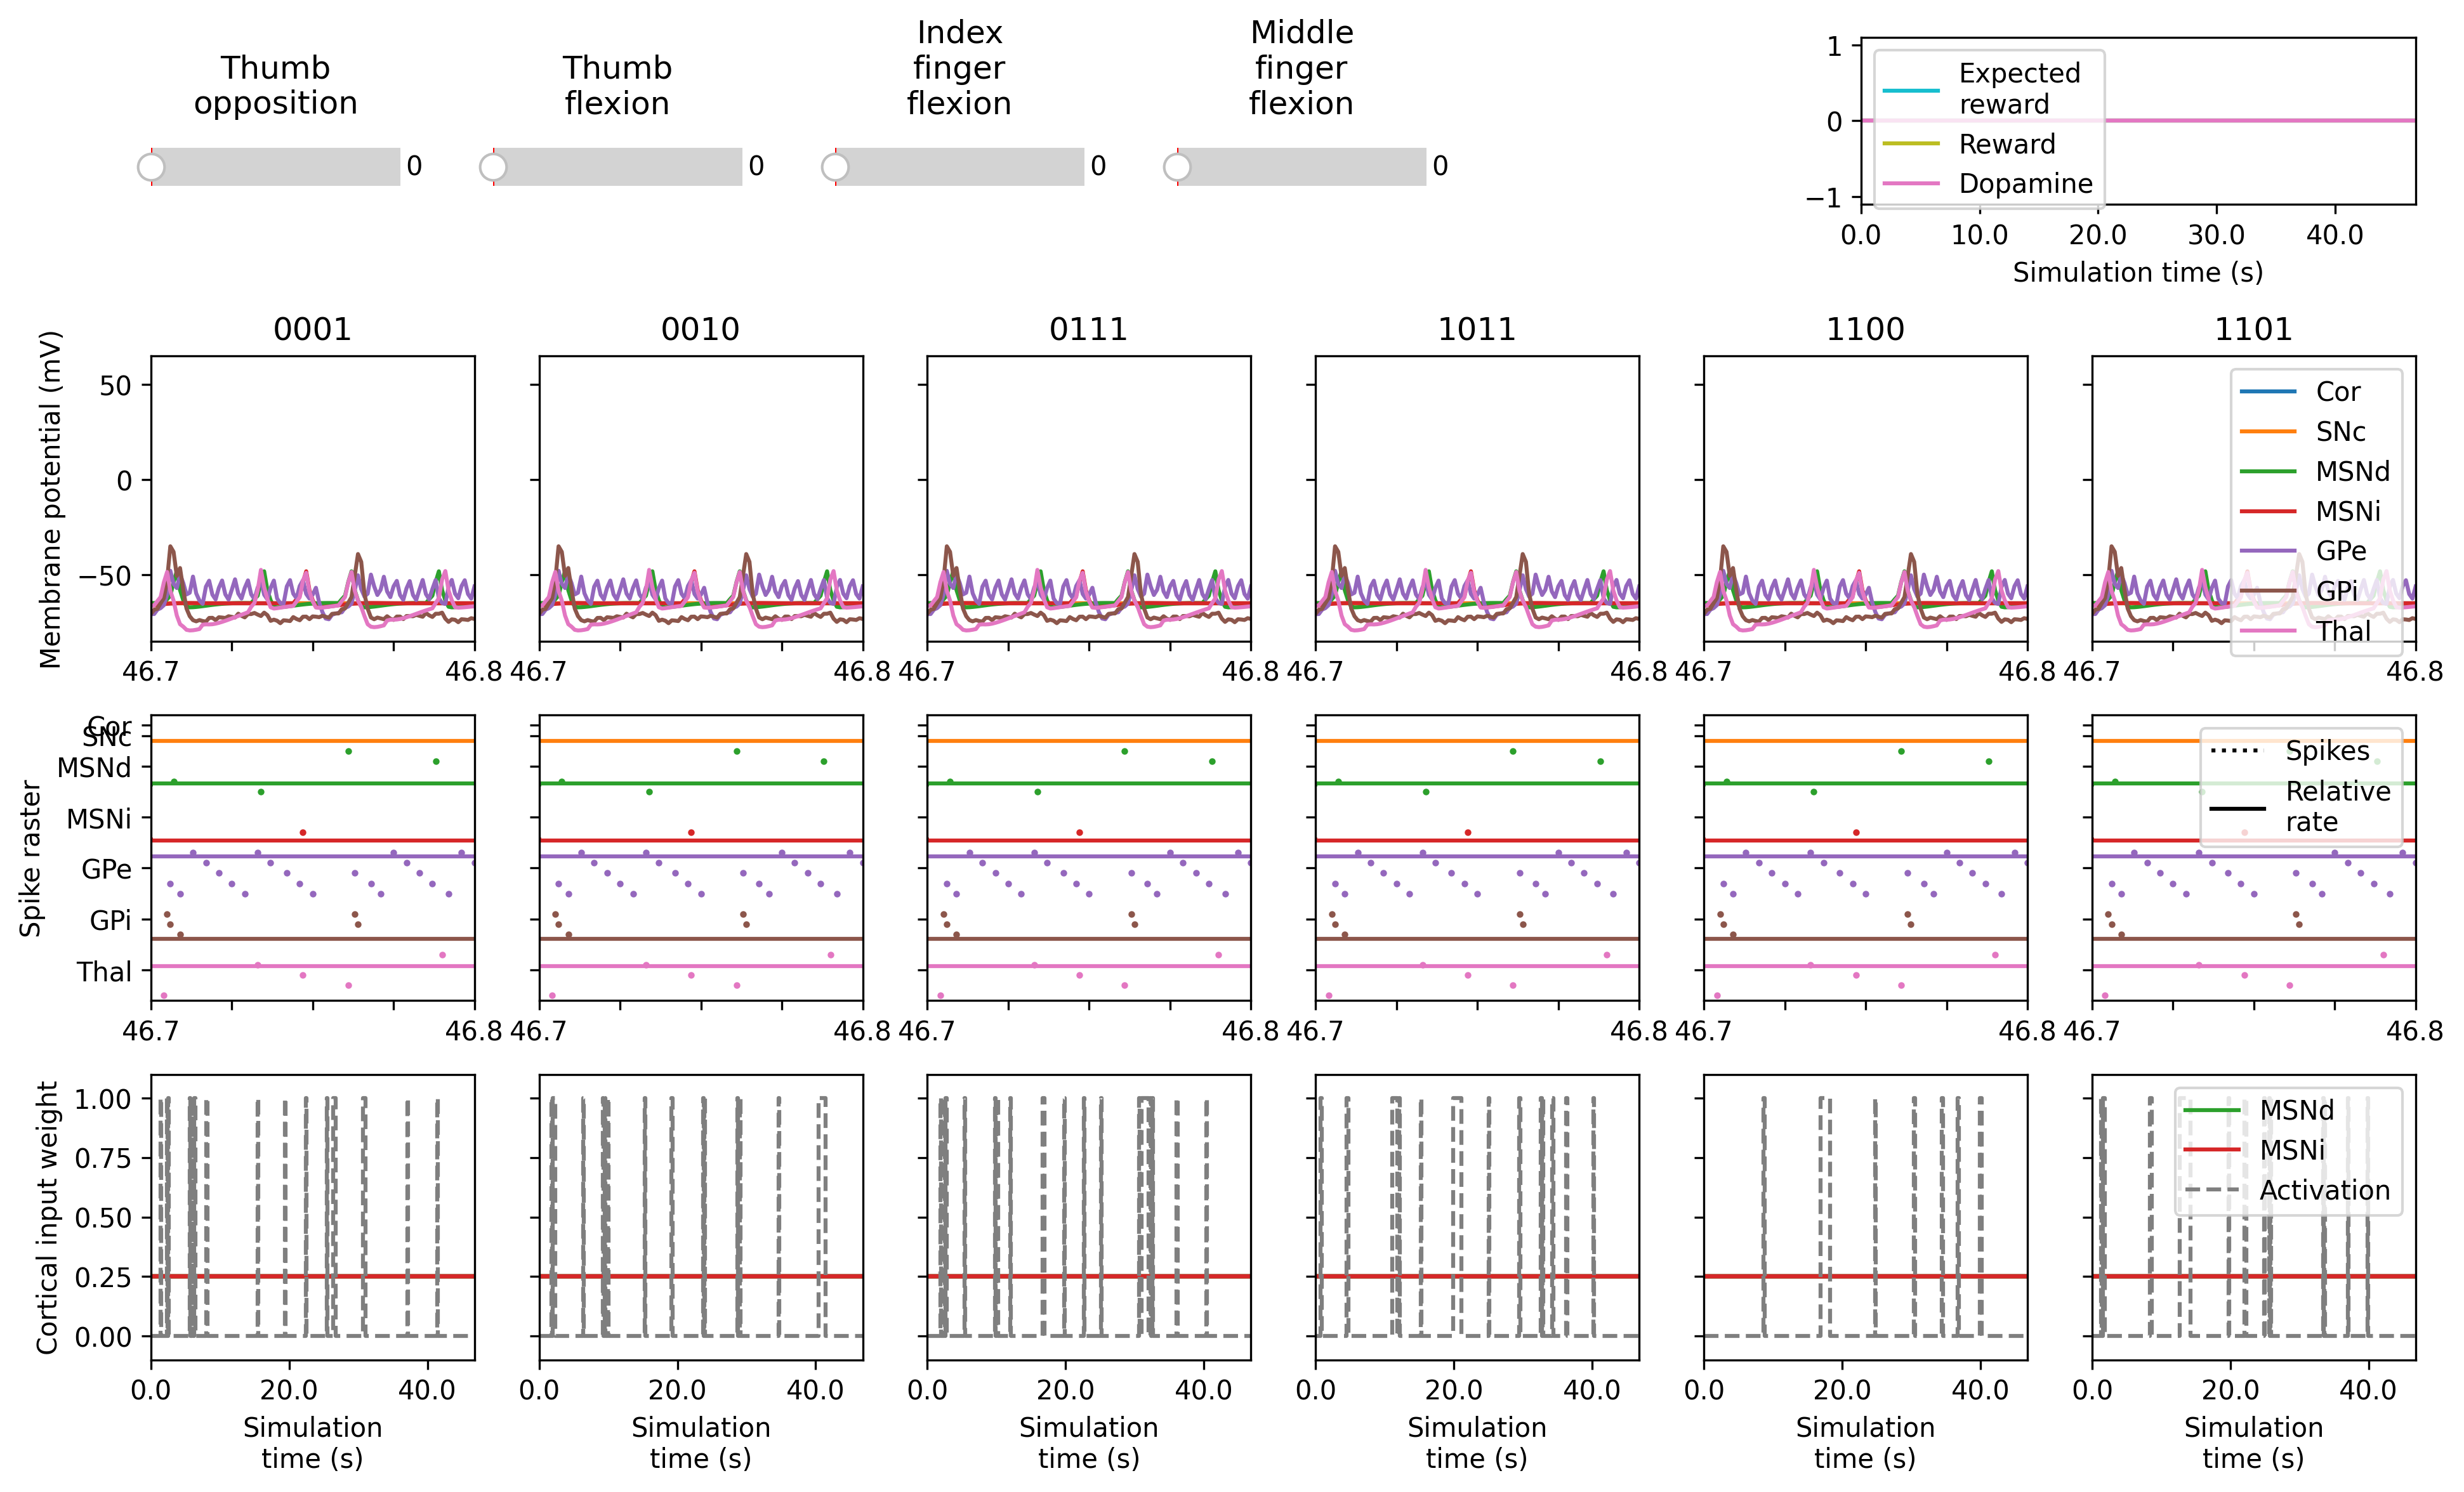 Thumb
opposition
0
Thumb
flexion
0
Index
finger
flexion
0
Middle
finger
flexion
0
1
0
−1
Expected
reward
Reward
Dopamine
0.0 10.0 20.0 30.0 40.0
Simulation time (s)
0001 0010 0111 1011 1100 1101
Membrane potential (mV)
50
0
−50
Cor
SNc
MSNd
MSNi
GPe
GPi
Thal
46.7 46.8 46.7 46.8 46.7 46.8 46.7 46.8 46.7 46.8 46.7 46.8
Spike raster
Cor
SNc
MSNd
MSNi
GPe
GPi
Thal
Spikes
Relative
rate
46.7 46.8 46.7 46.8 46.7 46.8 46.7 46.8 46.7 46.8 46.7 46.8
Cortical input weight
1.00
0.75
0.50
0.25
0.00
MSNd
MSNi
Activation
0.0 20.0 40.0 0.0 20.0 40.0 0.0 20.0 40.0 0.0 20.0 40.0 0.0 20.0 40.0 0.0 20.0 40.0
Simulation
time (s)
Simulation
time (s)
Simulation
time (s)
Simulation
time (s)
Simulation
time (s)
Simulation
time (s)